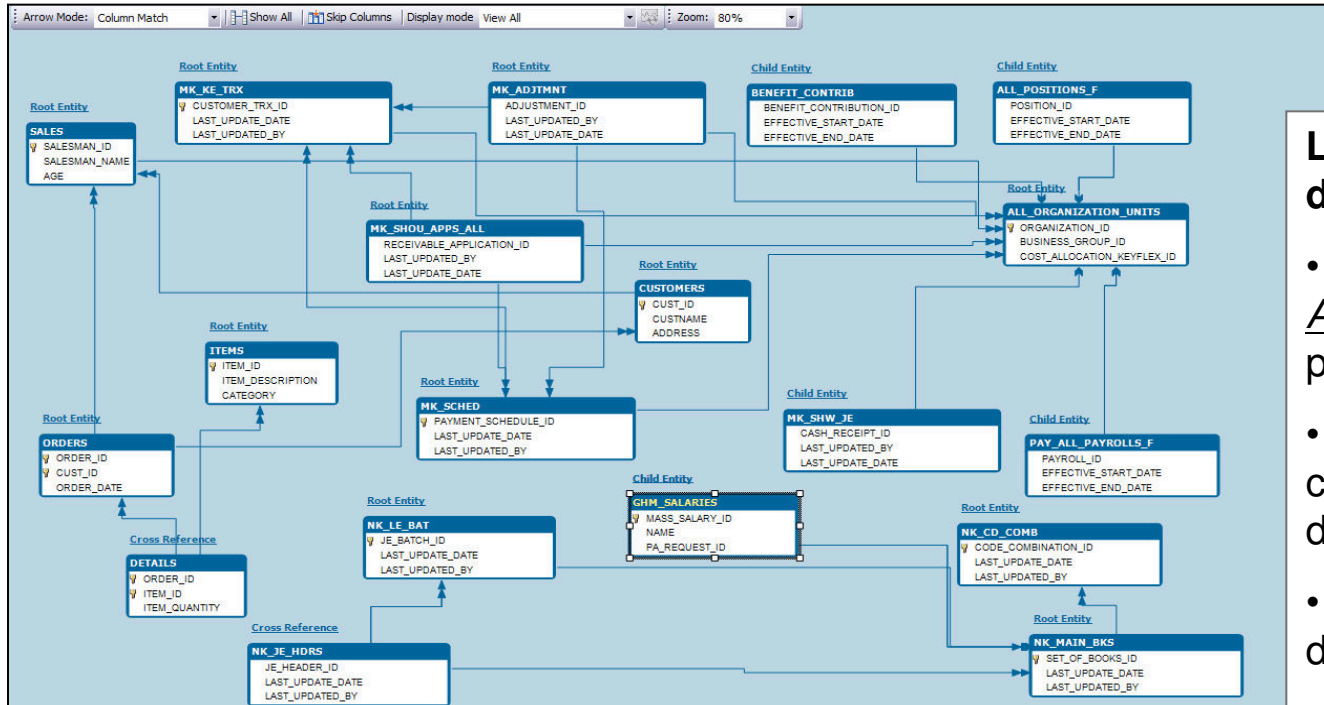 Arrow Mode: Column Match Show All Skip Columns Display mode View All Zoom: 80%
Root Entity
SALES
SALESMAN_ID
SALESMAN_NAME
AGE
Root Entity
MK_KE_TRX
CUSTOMER_TRX_ID
LAST_UPDATE_DATE
LAST_UPDATED_BY
Root Entity
MK_ADJTMNT
ADJUSTMENT_ID
LAST_UPDATED_BY
LAST_UPDATE_DATE
Child Entity
BENEFIT_CONTRIB
BENEFIT_CONTRIBUTION_ID
EFFECTIVE_START_DATE
EFFECTIVE_END_DATE
Child Entity
ALL_POSITIONS_F
POSITION_ID
EFFECTIVE_START_DATE
EFFECTIVE_END_DATE
Root Entity
MK_SHOU_APPS_ALL
RECEIVABLE_APPLICATION_ID
LAST_UPDATED_BY
LAST_UPDATE_DATE
Root Entity
ALL_ORGANIZATION_UNITS
ORGANIZATION_ID
BUSINESS_GROUP_ID
COST_ALLOCATION_KEYFLEX_ID
Root Entity
CUSTOMERS
CUST_ID
CUSTNAME
ADDRESS
Root Entity
ITEMS
ITEM_ID
ITEM_DESCRIPTION
CATEGORY
Root Entity
MK_SCHED
PAYMENT_SCHEDULE_ID
LAST_UPDATE_DATE
LAST_UPDATED_BY
Child Entity
MK_SHW_JE
CASH_RECEIPT_ID
LAST_UPDATED_BY
LAST_UPDATE_DATE
Child Entity
PAY_ALL_PAYROLLS_F
PAYROLL_ID
EFFECTIVE_START_DATE
EFFECTIVE_END_DATE
Root Entity
ORDERS
ORDER_ID
CUST_ID
ORDER_DATE
Child Entity
GHM_SALARIES
MASS_SALARY_ID
NAME
PA_REQUEST_ID
Root Entity
NK_LE_BAT
JE_BATCH_ID
LAST_UPDATE_DATE
LAST_UPDATED_BY
Root Entity
NK_CD_COMB
CODE_COMBINATION_ID
LAST_UPDATE_DATE
LAST_UPDATED_BY
Cross Reference
DETAILS
ORDER_ID
ITEM_ID
ITEM_QUANTITY
Cross Reference
NK_JE_HDRS
JE_HEADER_ID
LAST_UPDATE_DATE
LAST_UPDATED_BY
Root Entity
NK_MAIN_BKS
SET_OF_BOOKS_ID
LAST_UPDATE_DATE
LAST_UPDATED_BY